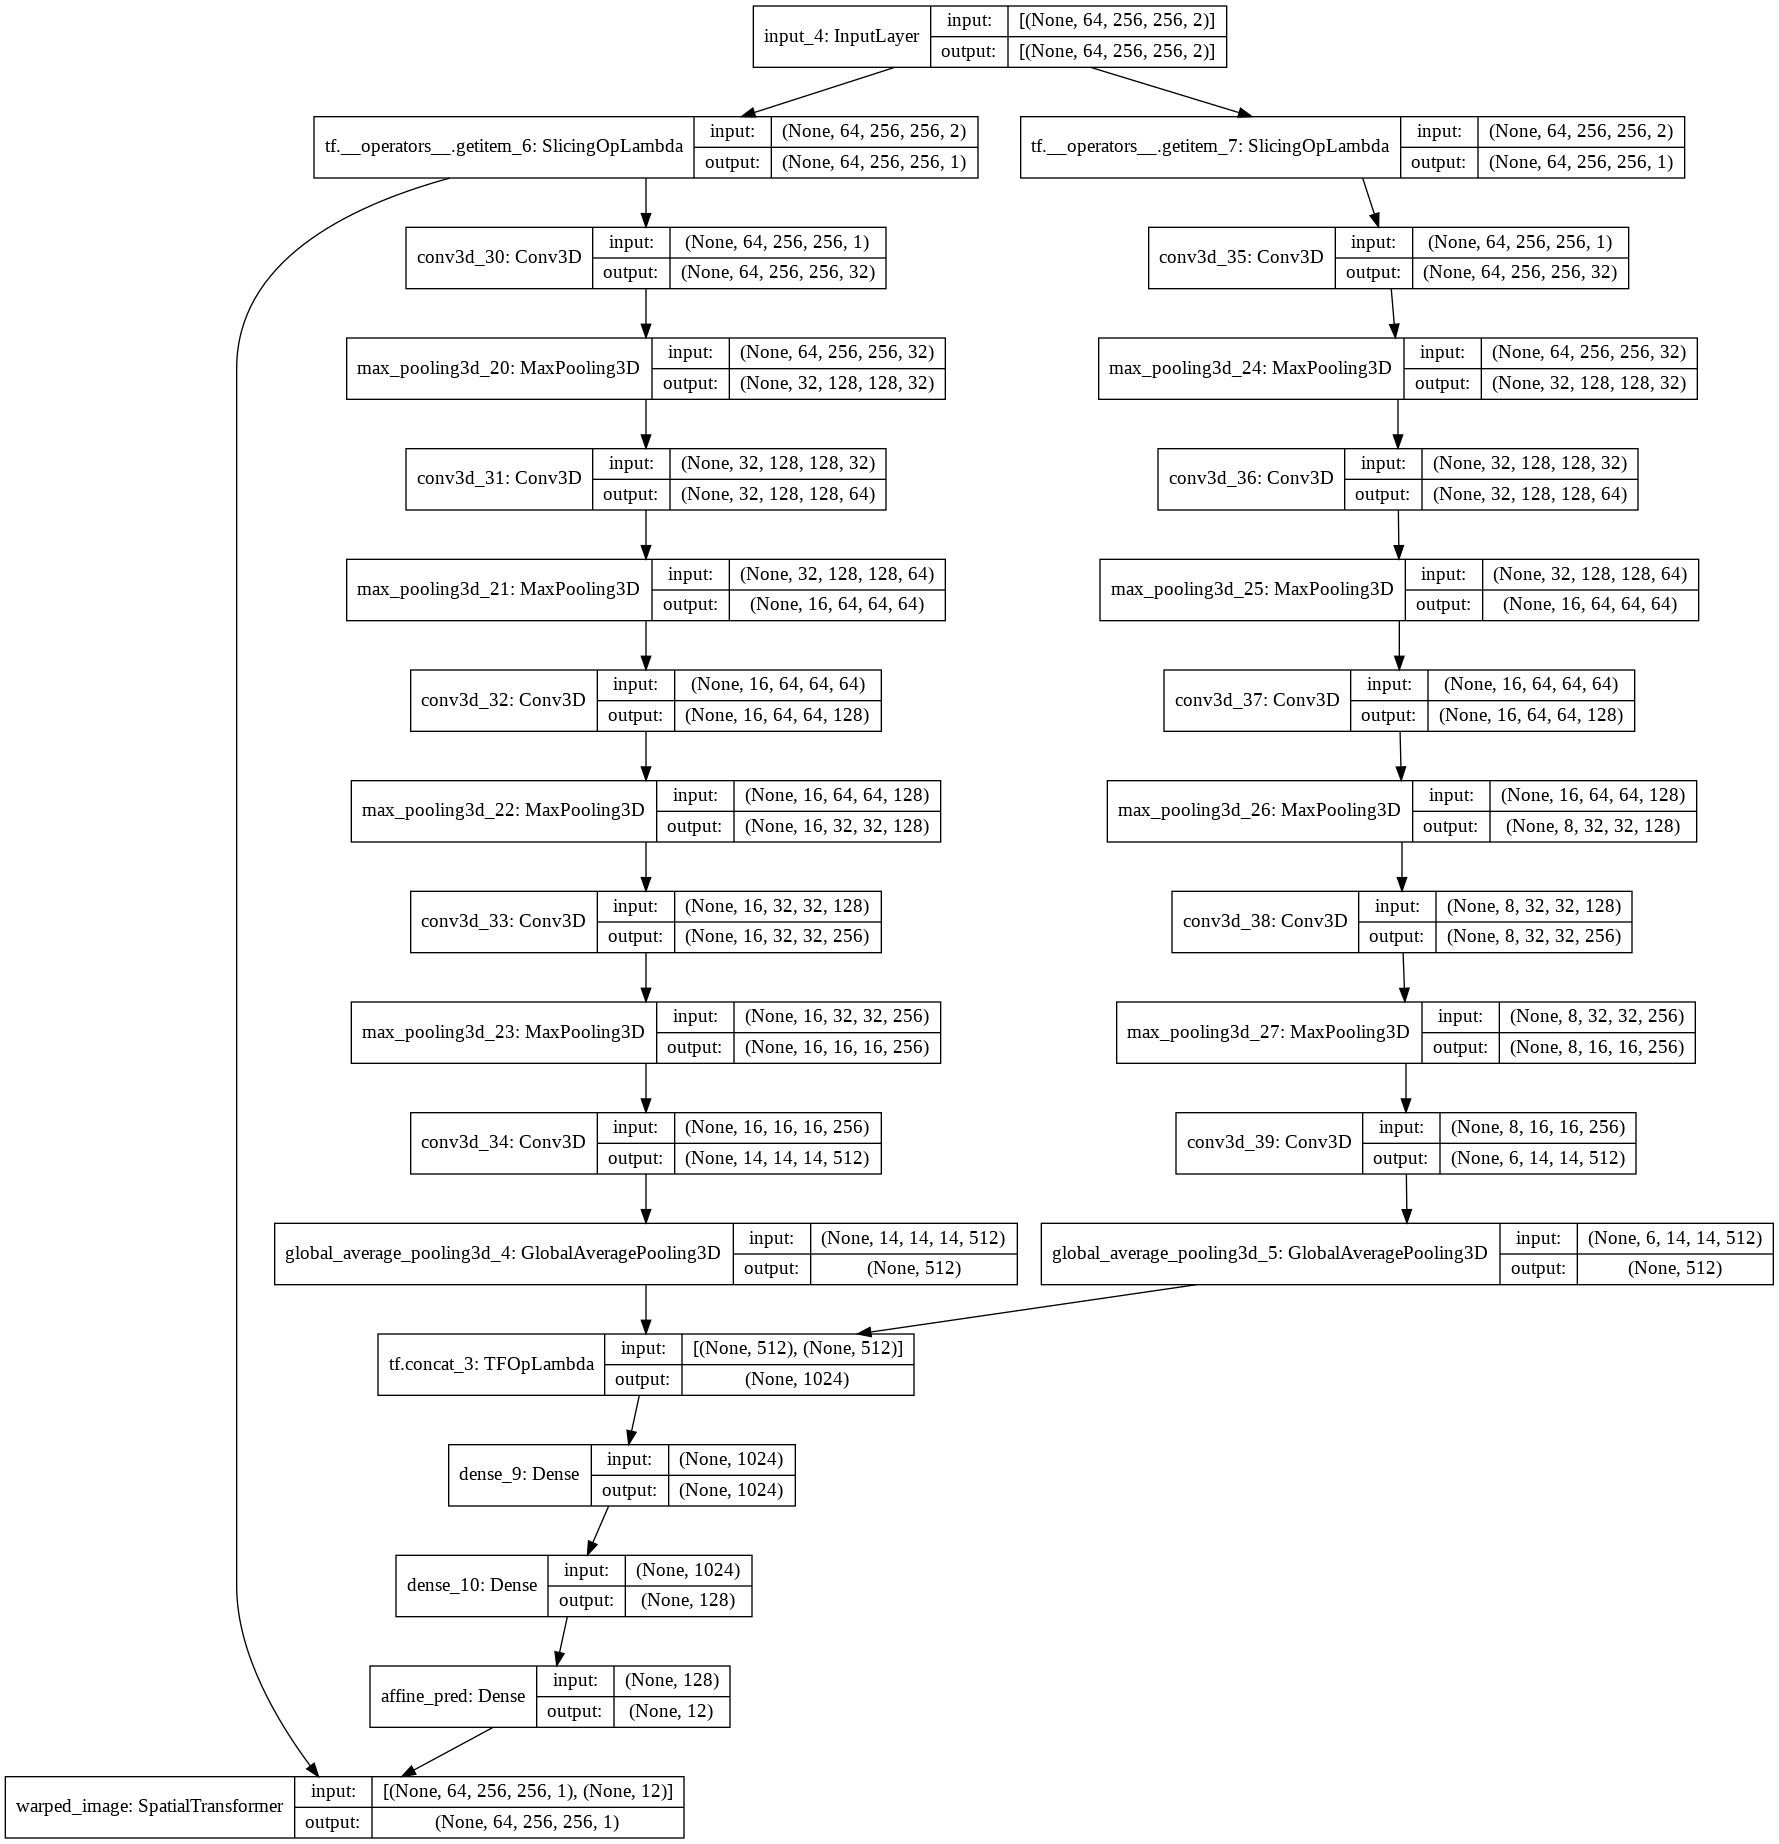 input_4: InputLayer
input: [(None, 64, 256, 256, 2)]
output: [(None, 64, 256, 256, 2)]
tf.__operators__.getitem_6: SlicingOpLambda
input: (None, 64, 256, 256, 2)
output: (None, 64, 256, 256, 1)
tf.__operators__.getitem_7: SlicingOpLambda
input: (None, 64, 256, 256, 2)
output: (None, 64, 256, 256, 1)
conv3d_30: Conv3D
input: (None, 64, 256, 256, 1)
output: (None, 64, 256, 256, 32)
conv3d_35: Conv3D
input: (None, 64, 256, 256, 1)
output: (None, 64, 256, 256, 32)
max_pooling3d_20: MaxPooling3D
input: (None, 64, 256, 256, 32)
output: (None, 32, 128, 128, 32)
max_pooling3d_24: MaxPooling3D
input: (None, 64, 256, 256, 32)
output: (None, 32, 128, 128, 32)
conv3d_31: Conv3D
input: (None, 32, 128, 128, 32)
output: (None, 32, 128, 128, 64)
conv3d_36: Conv3D
input: (None, 32, 128, 128, 32)
output: (None, 32, 128, 128, 64)
max_pooling3d_21: MaxPooling3D
input: (None, 32, 128, 128, 64)
output: (None, 16, 64, 64, 64)
max_pooling3d_25: MaxPooling3D
input: (None, 32, 128, 128, 64)
output: (None, 16, 64, 64, 64)
conv3d_32: Conv3D
input: (None, 16, 64, 64, 64)
output: (None, 16, 64, 64, 128)
conv3d_37: Conv3D
input: (None, 16, 64, 64, 64)
output: (None, 16, 64, 64, 128)
max_pooling3d_22: MaxPooling3D
input: (None, 16, 64, 64, 128)
output: (None, 16, 32, 32, 128)
max_pooling3d_26: MaxPooling3D
input: (None, 16, 64, 64, 128)
output: (None, 8, 32, 32, 128)
conv3d_33: Conv3D
input: (None, 16, 32, 32, 128)
output: (None, 16, 32, 32, 256)
conv3d_38: Conv3D
input: (None, 8, 32, 32, 128)
output: (None, 8, 32, 32, 256)
max_pooling3d_23: MaxPooling3D
input: (None, 16, 32, 32, 256)
output: (None, 16, 16, 16, 256)
max_pooling3d_27: MaxPooling3D
input: (None, 8, 32, 32, 256)
output: (None, 8, 16, 16, 256)
conv3d_34: Conv3D
input: (None, 16, 16, 16, 256)
output: (None, 14, 14, 14, 512)
conv3d_39: Conv3D
input: (None, 8, 16, 16, 256)
output: (None, 6, 14, 14, 512)
global_average_pooling3d_4: GlobalAveragePooling3D
input: (None, 14, 14, 14, 512)
output: (None, 512)
global_average_pooling3d_5: GlobalAveragePooling3D
input: (None, 6, 14, 14, 512)
output: (None, 512)
tf.concat_3: TFOpLambda
input: [(None, 512), (None, 512)]
output: (None, 1024)
dense_9: Dense
input: (None, 1024)
output: (None, 1024)
dense_10: Dense
input: (None, 1024)
output: (None, 128)
affine_pred: Dense
input: (None, 128)
output: (None, 12)
warped_image: SpatialTransformer
input: [(None, 64, 256, 256, 1), (None, 12)]
output: (None, 64, 256, 256, 1)